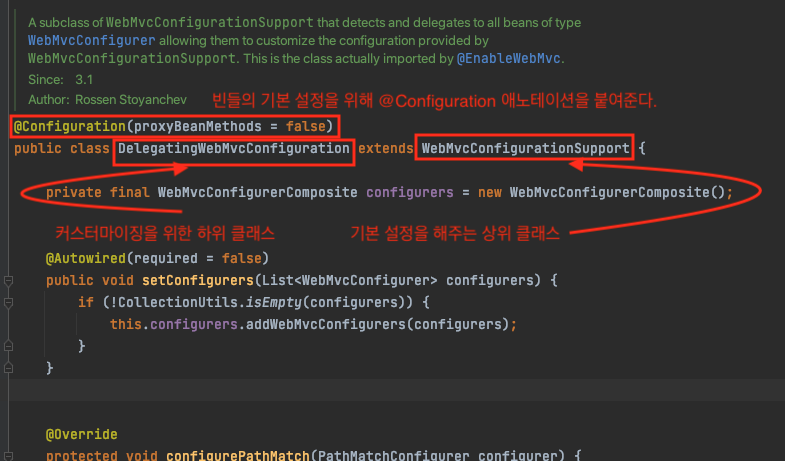 A subclass of WebMvcConfigurationSupport that detects and delegates to all beans of type
WebMvcConfigurer allowing them to customize the configuration provided by
WebMvcConfigurationSupport. This is the class actually imported by @EnableWebMvc.
Since: 3.1
Author: Rossen Stoyanchev
빈들의 기본 설정을 위해 @Configuration 애노테이션을 붙여준다.
@Configuration(proxyBeanMethods = false)
public class DelegatingWebMvcConfiguration extends WebMvcConfigurationSupport {
private final WebMvcConfigurerComposite configurers = new WebMvcConfigurerComposite();
커스터마이징을 위한 하위 클래스
기본 설정을 해주는 상위 클래스
@Autowired(required = false)
public void setConfigurers(List<WebMvcConfigurer> configurers) {
if (!CollectionUtils.isEmpty(configurers)) {
this.configurers.addWebMvcConfigurers(configurers);
}
}
@Override
protected void configurePathMatch(PathMatchConfigurer configurer) {